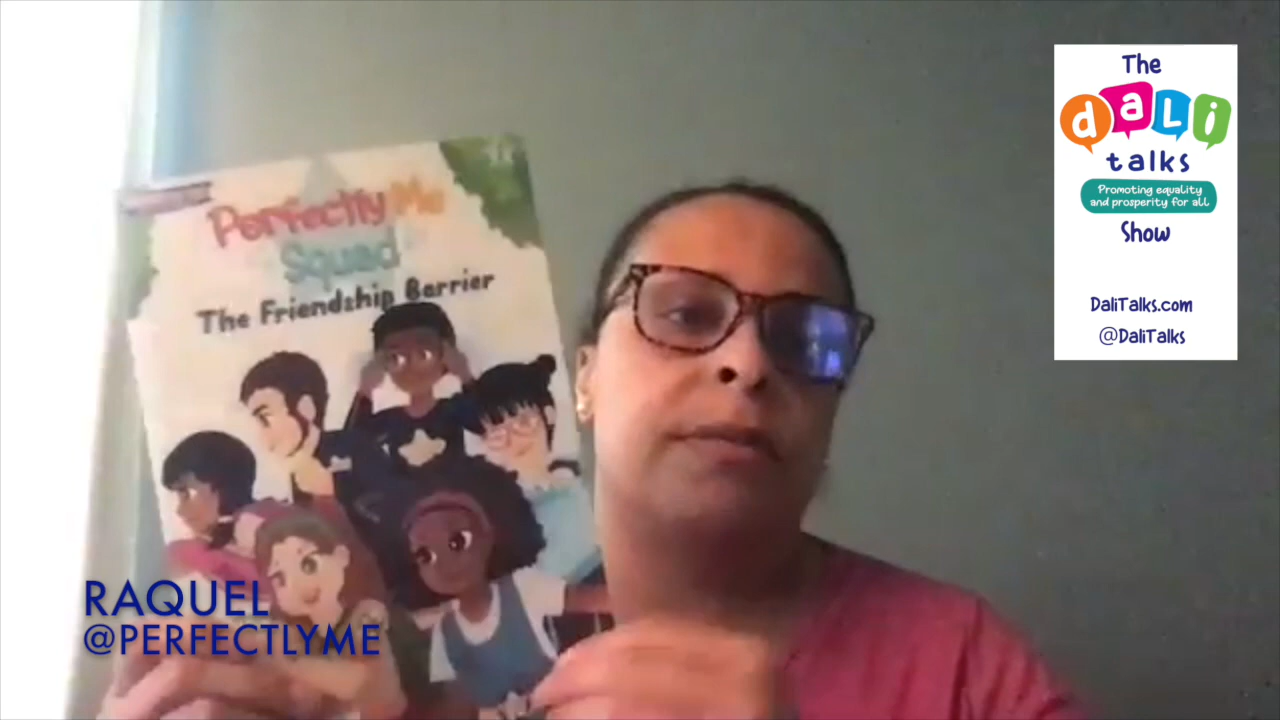 Perfectly Me
Squad
The Friendship Barrier
RAQUEL
@PERFECTLYME
The
dali
talks
Promoting equality
and prosperity for all
Show
DaliTalks.com
@DaliTalks